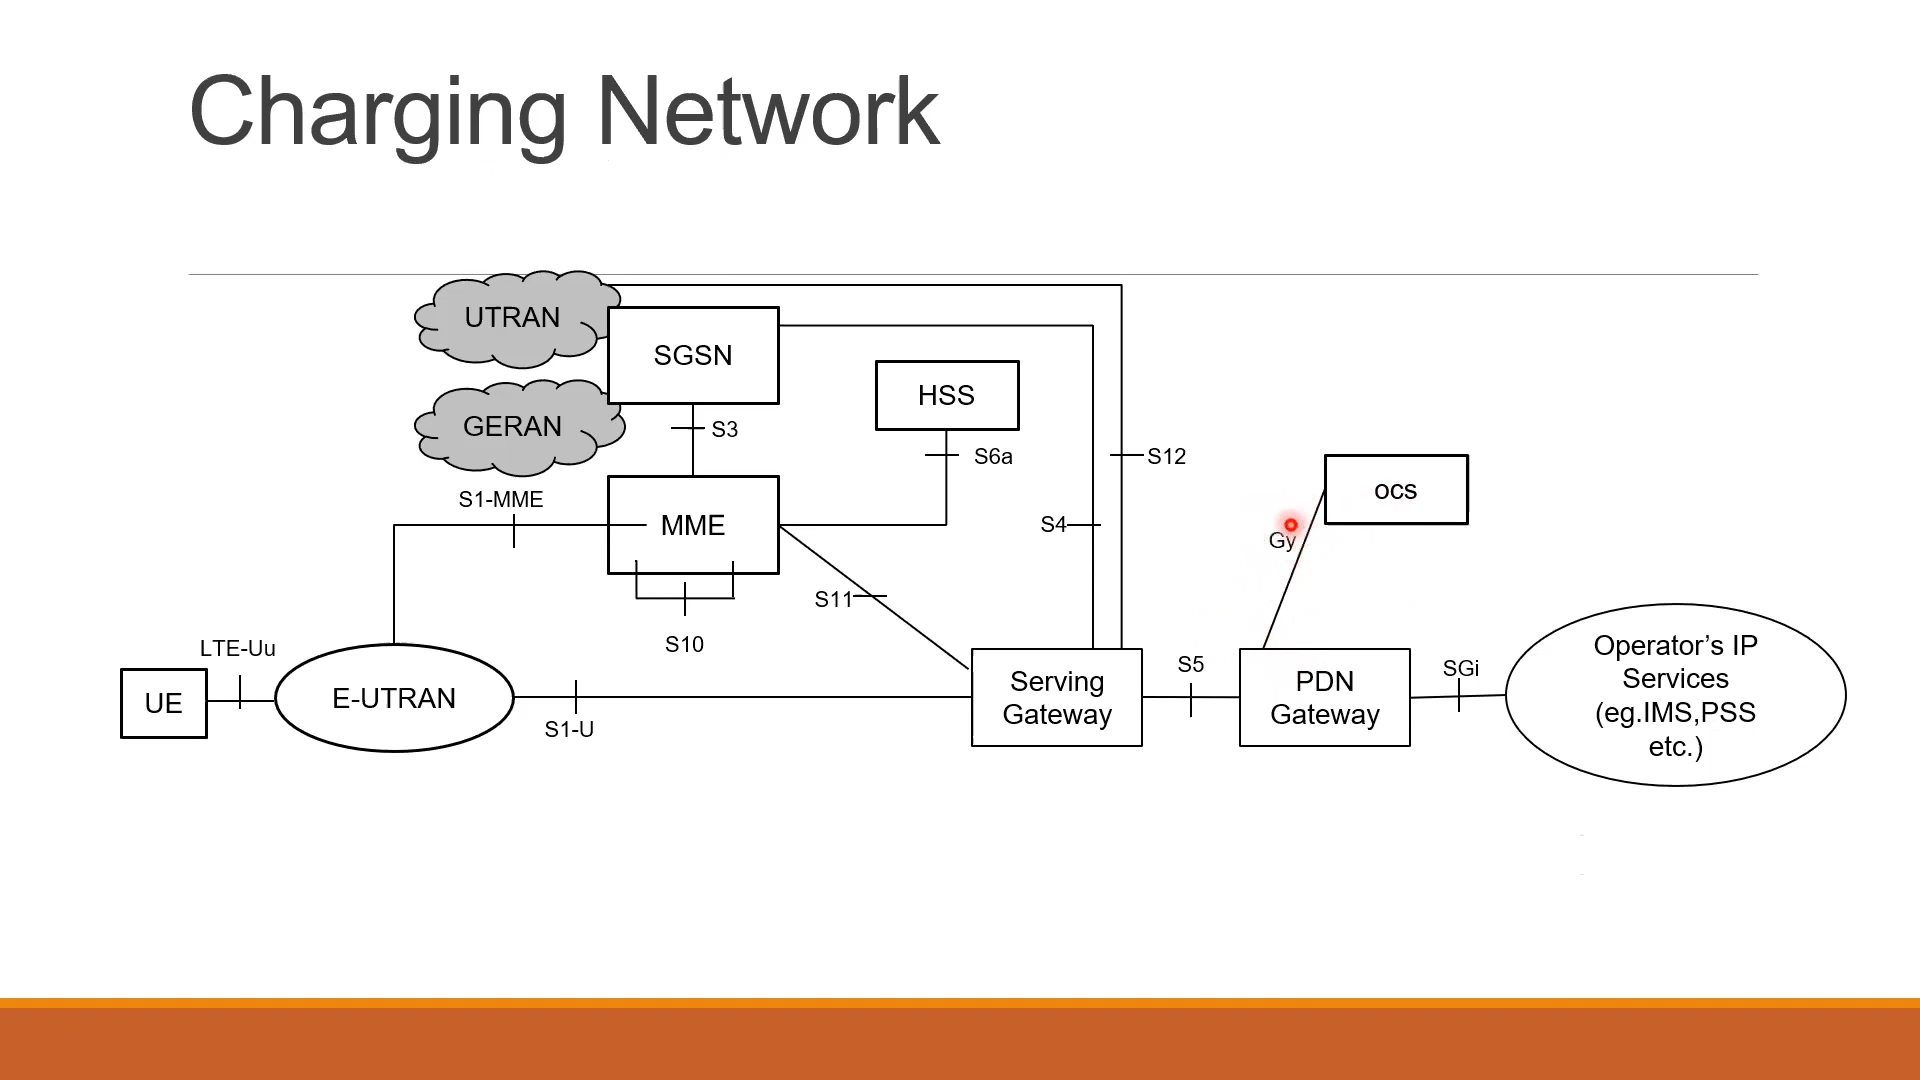 Charging Network
UTRAN
SGSN
HSS
GERAN
S3
S6a
S12
ocs
S1-MME
MME
S4
Gy
S11
S10
LTE-Uu
UE
E-UTRAN
S1-U
Serving
Gateway
S5
PDN
Gateway
SGi
Operator’s IP
Services
(eg.IMS,PSS
etc.)